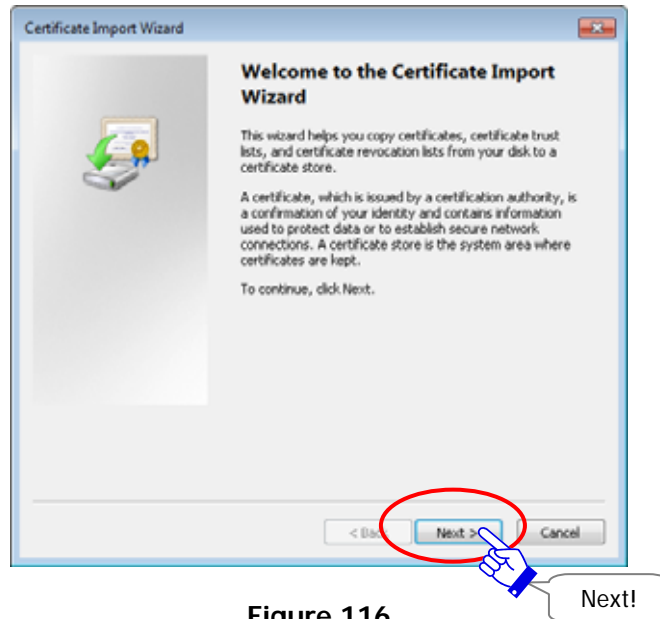 Certificate Import Wizard
Welcome to the Certificate Import
Wizard
This wizard helps you copy certificates, certificate trust
lists, and certificate revocation lists from your disk to a
certificate store.
A certificate, which is issued by a certification authority, is
a confirmation of your identity and contains information
used to protect data or to establish secure network
connections. A certificate store is the system area where
certificates are kept.
To continue, click Next.
< Back
Next >
Cancel
Next!
Figure 116